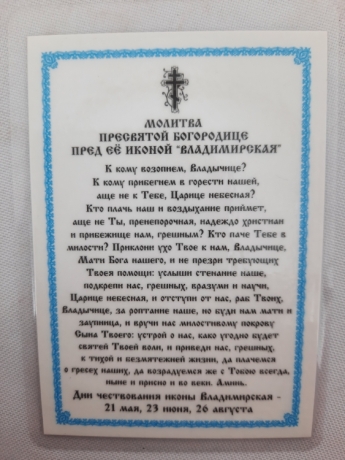 МОЛИТВА
ПРЕСВЯТОЙ БОГОРОДИЦЕ
ПРЕД ЕЁ ИКОНОЙ "ВЛАДИМИРСКАЯ"
К кому возопием, Владычице?
К кому прибегнем в горести нашей,
аще не к Тебе, Царице небесная?
Кто плачь наш и воздыхание приймет,
аще не Ты, пренепорочная, надеждо христиан
и прибежище нам, грешным? Кто паче Тебе в
милости? Приклони ухо Твое к нам, Владычице,
Мати Бога нашего, и не презри требующих
Твоея помощи: услыши стенание наше,
подкрепи нас, грешных, вразуми и научи,
Царице небесная, и отступи от нас, раб Твоих,
Владычице, за роптание наше, но буди нам мати и
заупница, и вручи нас милостивому покрову
Сына Твоего: устрой о нас, како угодно будет
святей Твоей воли, и приведи нас, грешных,
к тихой и безмятежней жизни, да плачемся
о гресех наших, да возрадуемся же с Тобою всегда,
ныне и присно и во веки. Аминь.
Дни чествования иконы Владимирская -
21 мая, 23 июня, 26 августа